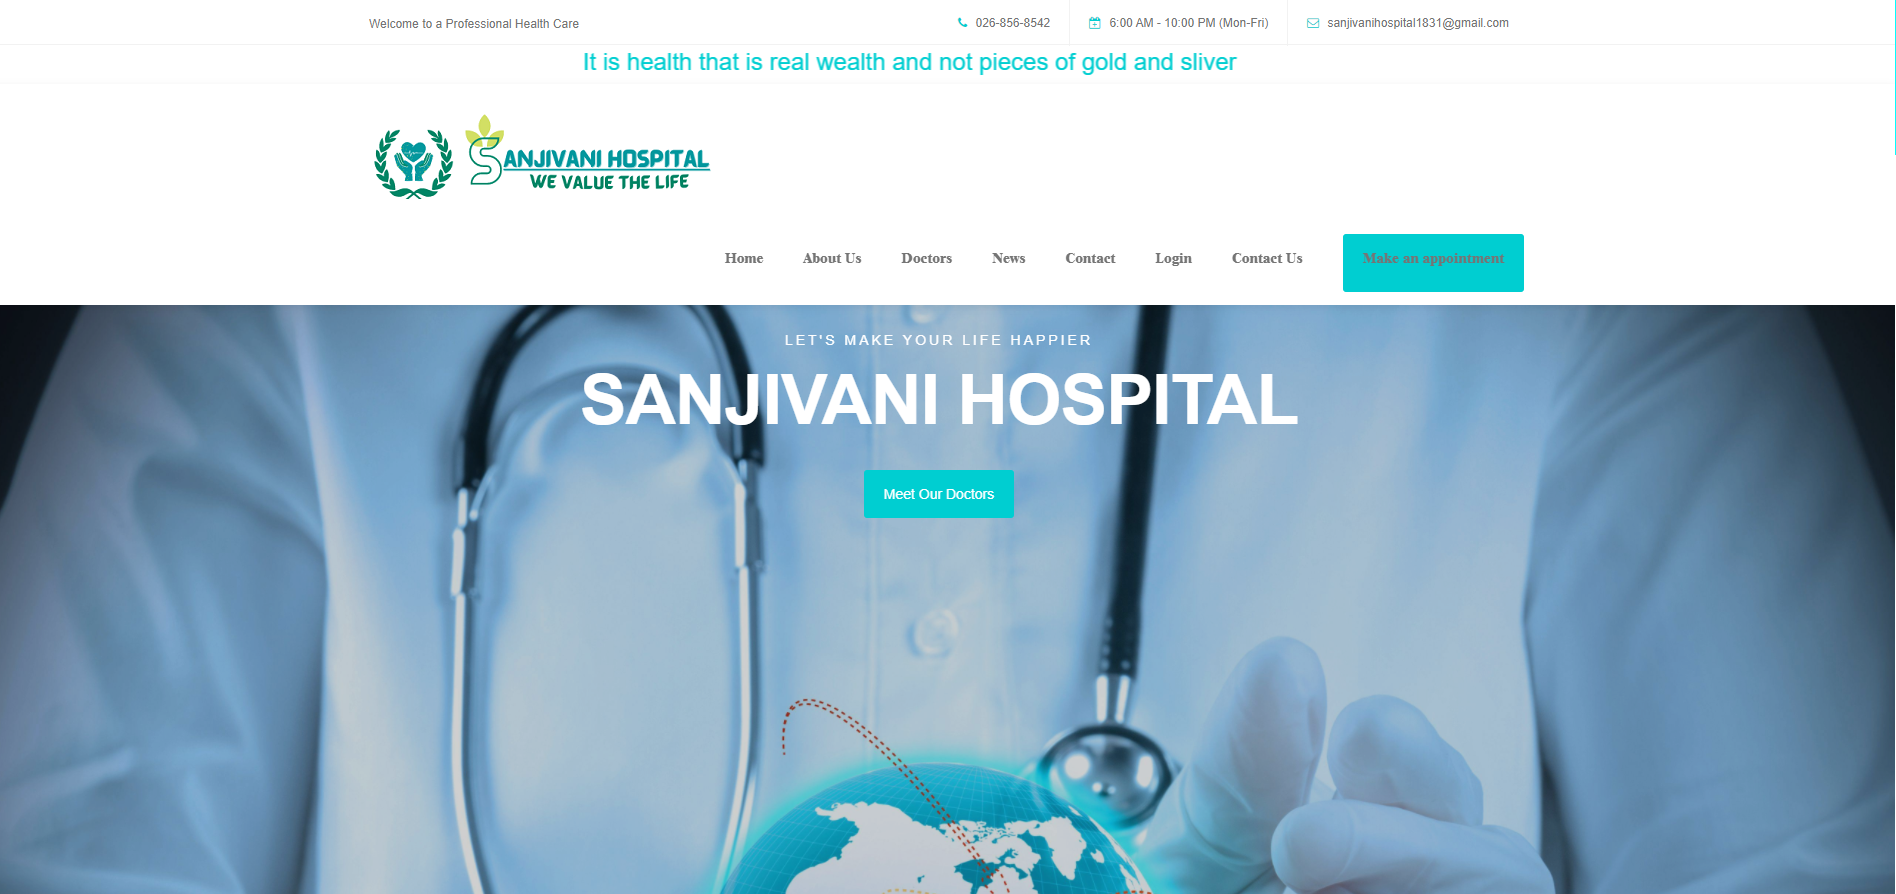 Welcome to a Professional Health Care
026-856-8542
6:00 AM - 10:00 PM (Mon-Fri)
sanjivanihospital1831@gmail.com
It is health that is real wealth and not pieces of gold and sliver
SANJIVANI HOSPITAL
WE VALUE THE LIFE
Home About Us Doctors News Contact Login Contact Us Make an appointment
LET'S MAKE YOUR LIFE HAPPIER
SANJIVANI HOSPITAL
Meet Our Doctors